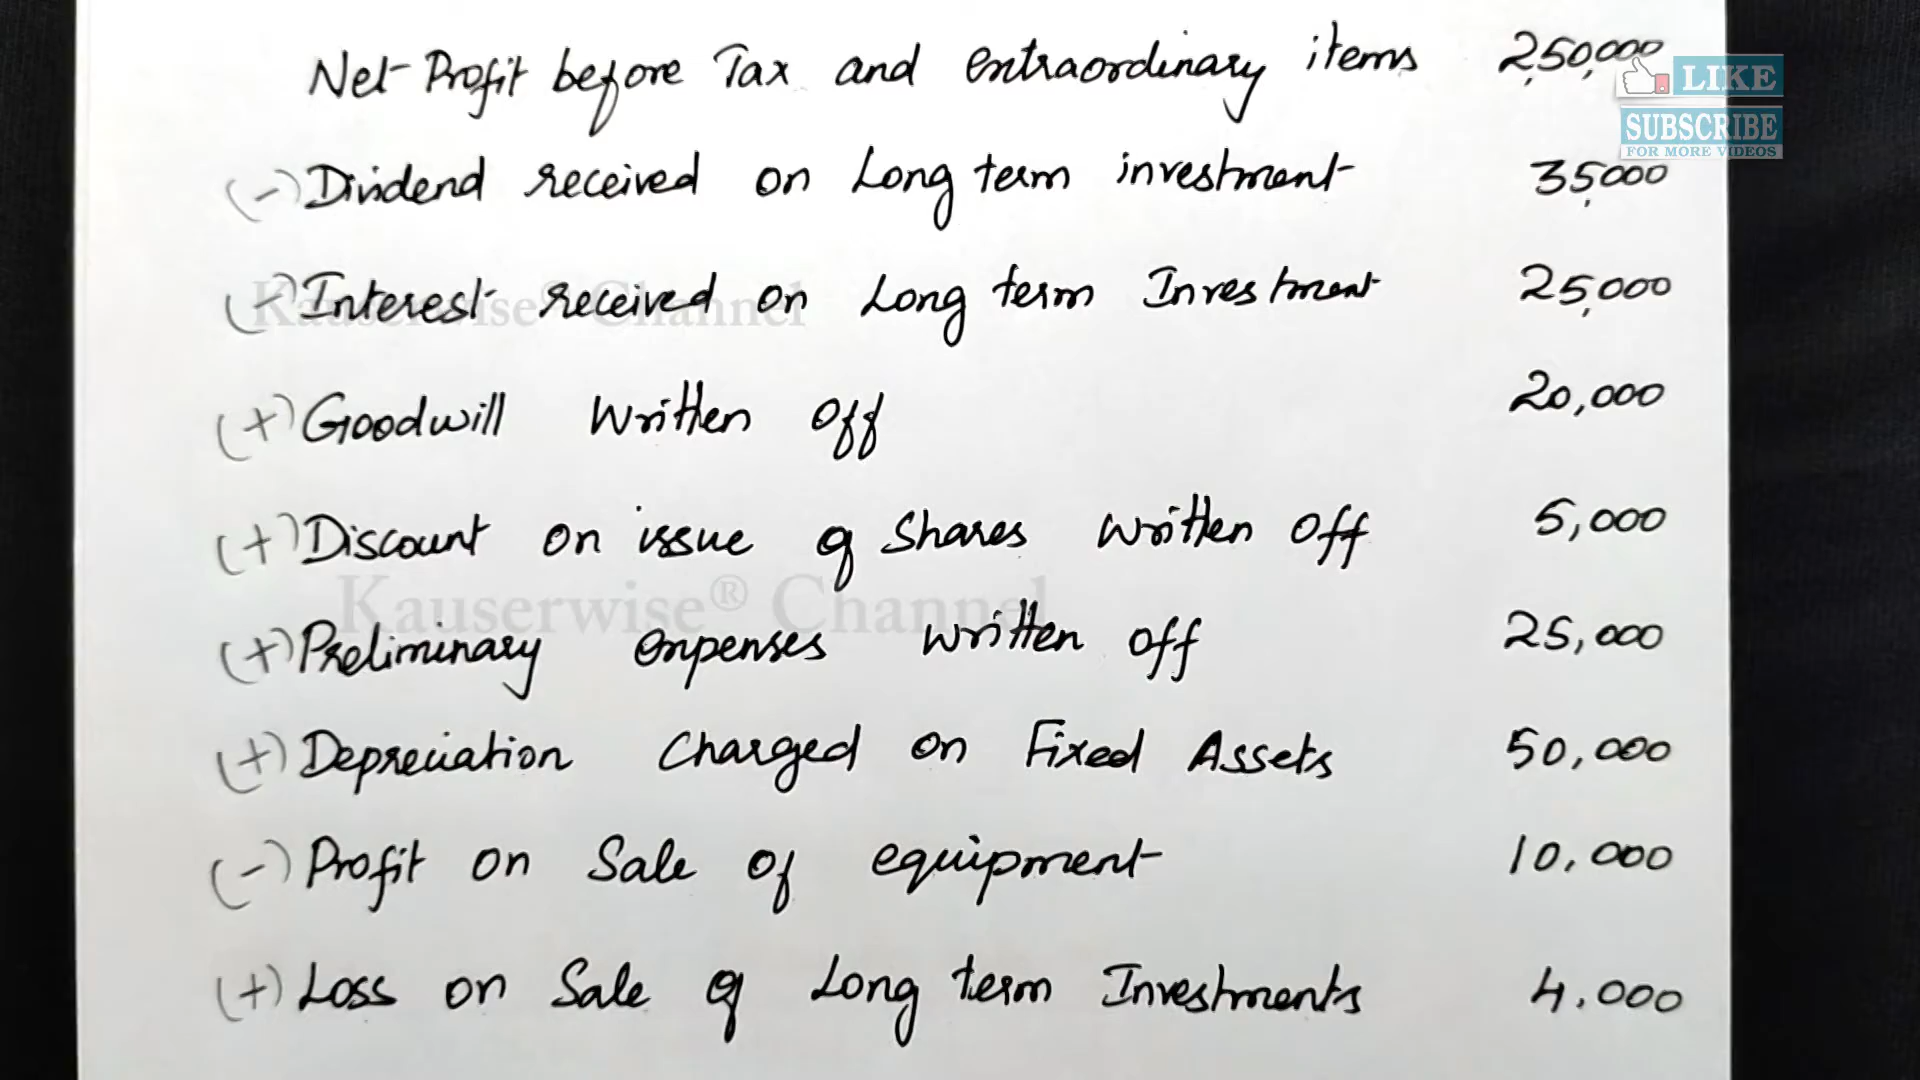 Net Profit before Tax and extraordinary items 2,50,000
LIKE
SUBSCRIBE
FOR MORE VIDEOS
(-) Dividend received on Long term investment 35,000
(-) Interest received on Long term Investment 25,000
Kauserwise® Channel
(+) Goodwill Written off 20,000
(+) Discount on issue of Shares Written off 5,000
Kauserwise® Channel
(+) Preliminary expenses written off 25,000
(+) Depreciation Charged on Fixed Assets 50,000
(-) Profit on Sale of equipment 10,000
(+) Loss on Sale of Long term Investments 4,000